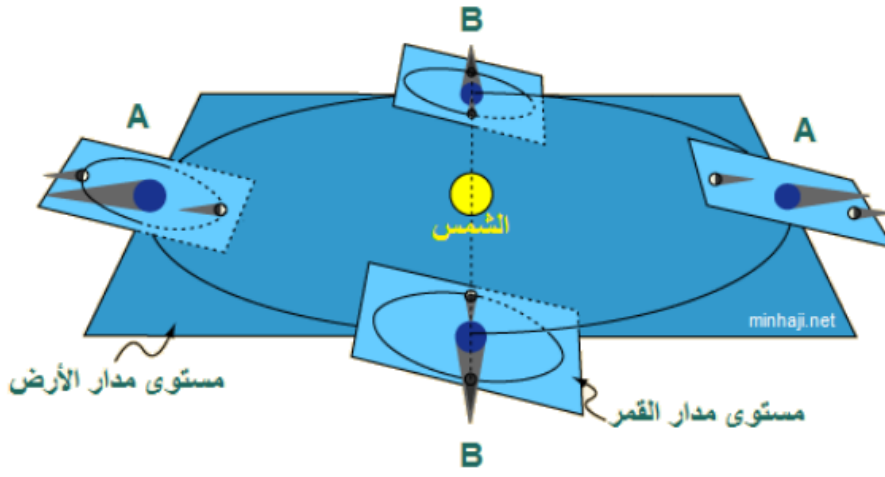 B
A
A
الشمس
minhaji.net
مستوى مدار الأرض
مستوى مدار القمر
B